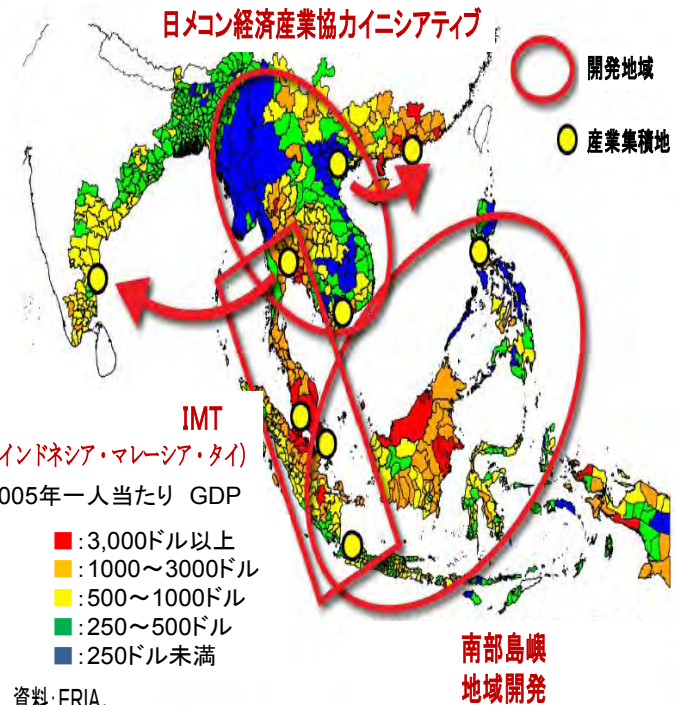 日メコン経済産業協力イニシアティブ
開発地域
産業集積地
IMT
インドネシア・マレーシア・タイ)
005年一人当たり GDP
:3,000ドル以上
:1000～3000ドル
:500～1000ドル
:250～500ドル
:250ドル未満
資料:ERIA.
南部島嶼
地域開発